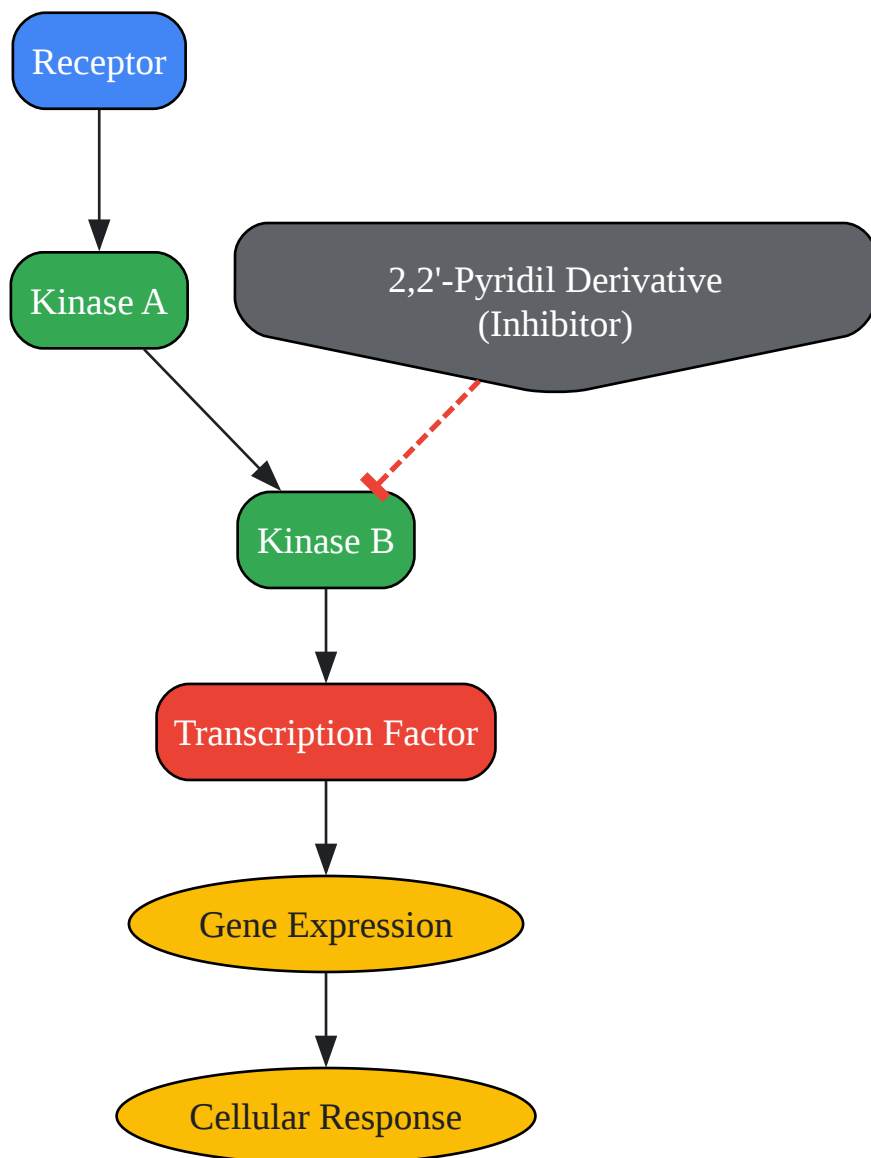 Receptor
Kinase A
2,2'-Pyridil Derivative
(Inhibitor)
Kinase B
Transcription Factor
Gene Expression
Cellular Response